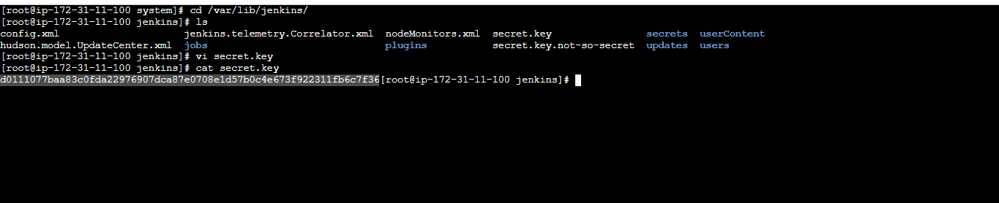 [root@ip-172-31-11-100 system]# cd /var/lib/jenkins/
[root@ip-172-31-11-100 jenkins]# ls
config.xml jenkins.telemetry.Correlator.xml nodeMonitors.xml secret.key secrets userContent
hudson.model.UpdateCenter.xml jobs plugins secret.key.not-so-secret updates users
[root@ip-172-31-11-100 jenkins]# vi secret.key
[root@ip-172-31-11-100 jenkins]# cat secret.key
d0111077baa83c0fda22976907dca87e0708e1d57b0c4e673f922311fb6c7f36[root@ip-172-31-11-100 jenkins]#